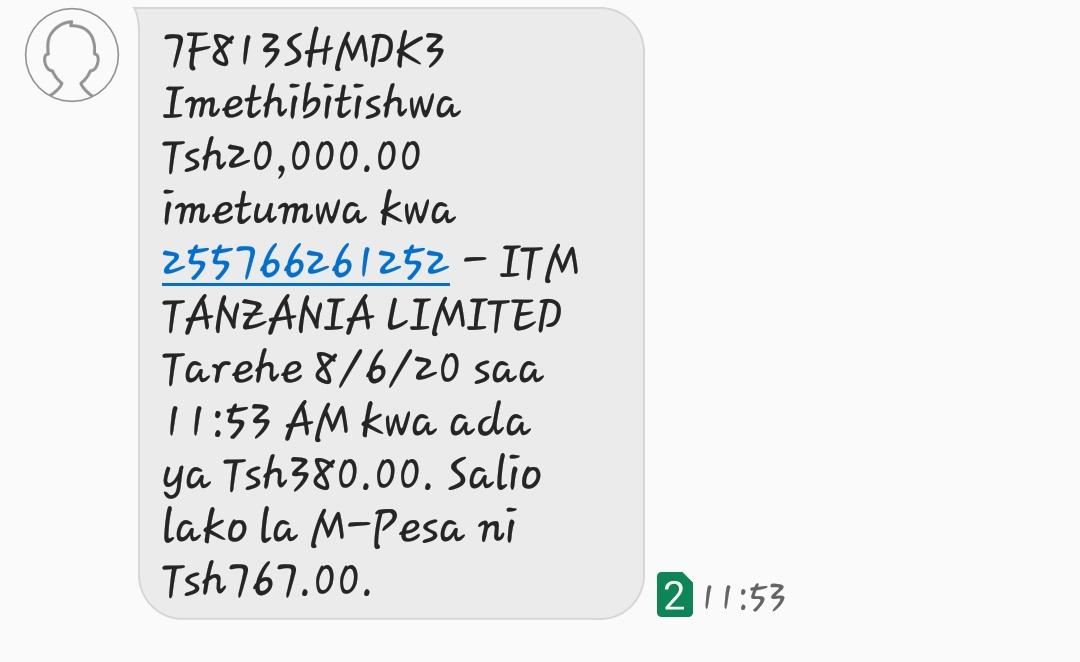 7F813SHMDK3
Imethibitishwa
Tsh20,000.00
imetumwa kwa
255766261252 - ITM
TANZANIA LIMITED
Tarehe 8/6/20 saa
11:53 AM kwa ada
ya Tsh380.00. Salio
lako la M-Pesa ni
Tsh767.00.
2 11:53